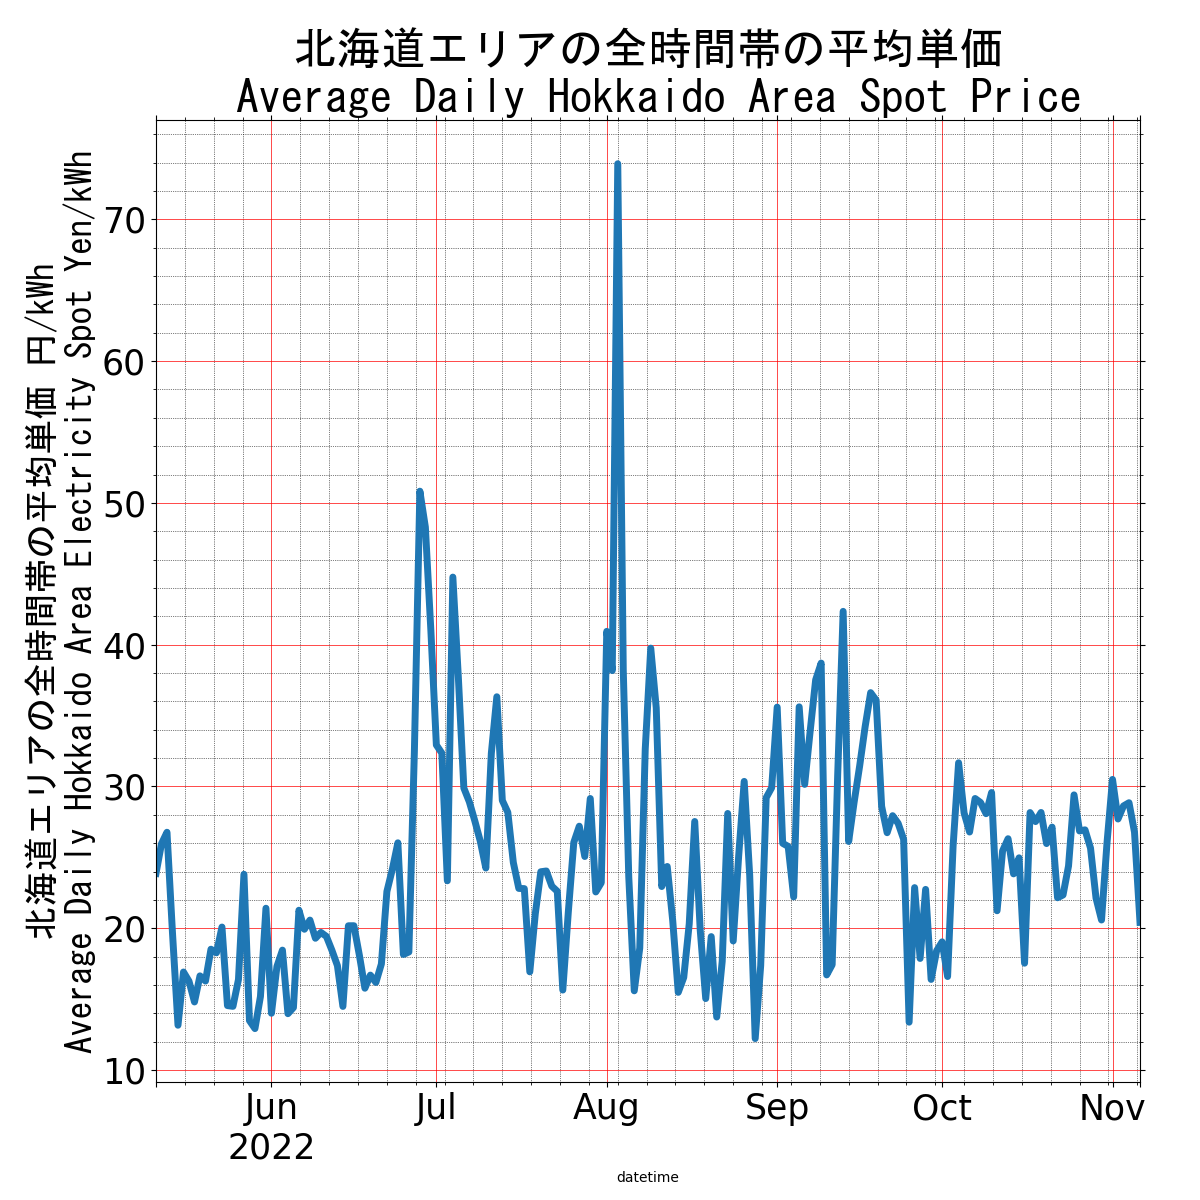 北海道エリアの全時間帯の平均単価
Average Daily Hokkaido Area Spot Price
北海道エリアの全時間帯の平均単価 円/kWh
Average Daily Hokkaido Area Electricity Spot Yen/kWh
70
60
50
40
30
20
10
Jun
2022
Jul
Aug
Sep
Oct
Nov
datetime